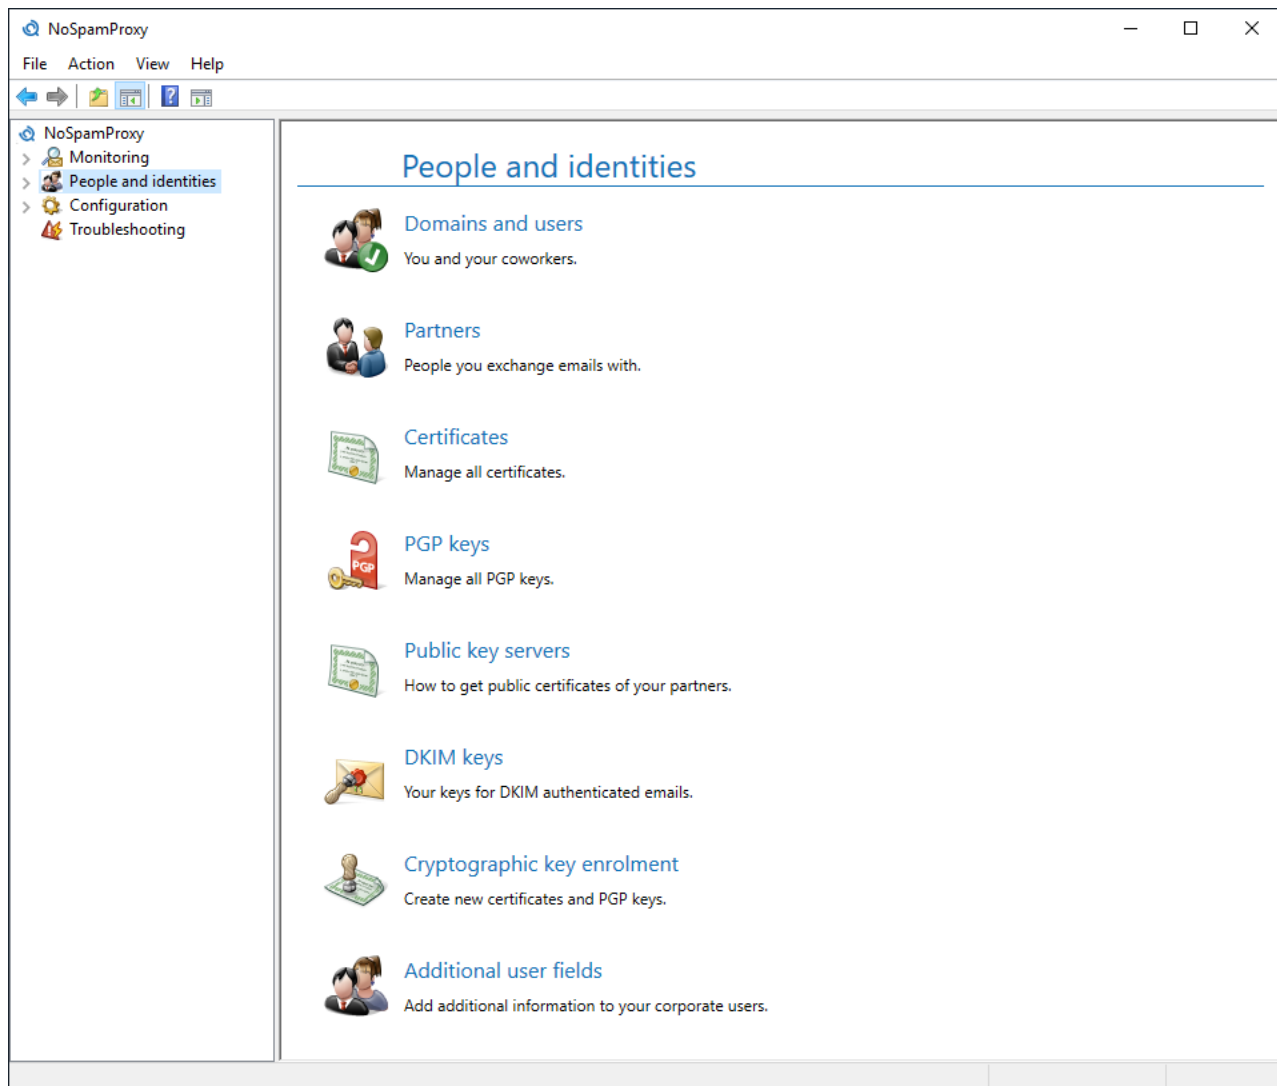 NoSpamProxy
File Action View Help
NoSpamProxy
Monitoring
People and identities
Configuration
Troubleshooting
People and identities
Domains and users
You and your coworkers.
Partners
People you exchange emails with.
Certificates
Manage all certificates.
PGP
PGP keys
Manage all PGP keys.
Public key servers
How to get public certificates of your partners.
DKIM keys
Your keys for DKIM authenticated emails.
Cryptographic key enrolment
Create new certificates and PGP keys.
Additional user fields
Add additional information to your corporate users.